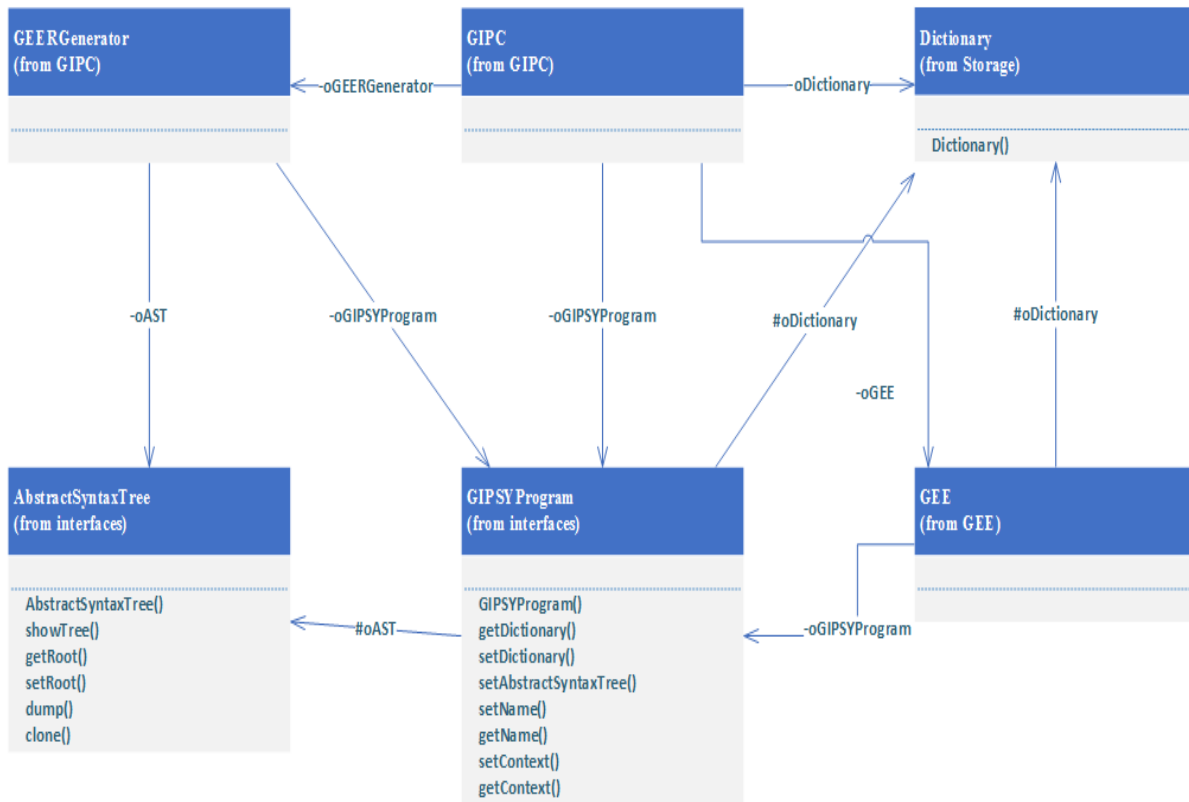 GEERGenerator
(from GIPC)
GIPC
(from GIPC)
Dictionary
(from Storage)
-oGEERGenerator
-oDictionary
Dictionary()
-oAST
-oGIPSYProgram
-oGIPSYProgram
#oDictionary
#oDictionary
-oGEE
AbstractSyntaxTree
(from interfaces)
GIPSYProgram
(from interfaces)
GEE
(from GEE)
AbstractSyntaxTree()
showTree()
getRoot()
setRoot()
dump()
clone()
#oAST
GIPSYProgram()
getDictionary()
setDictionary()
setAbstractSyntaxTree()
setName()
getName()
setContext()
getContext()
-oGIPSYProgram